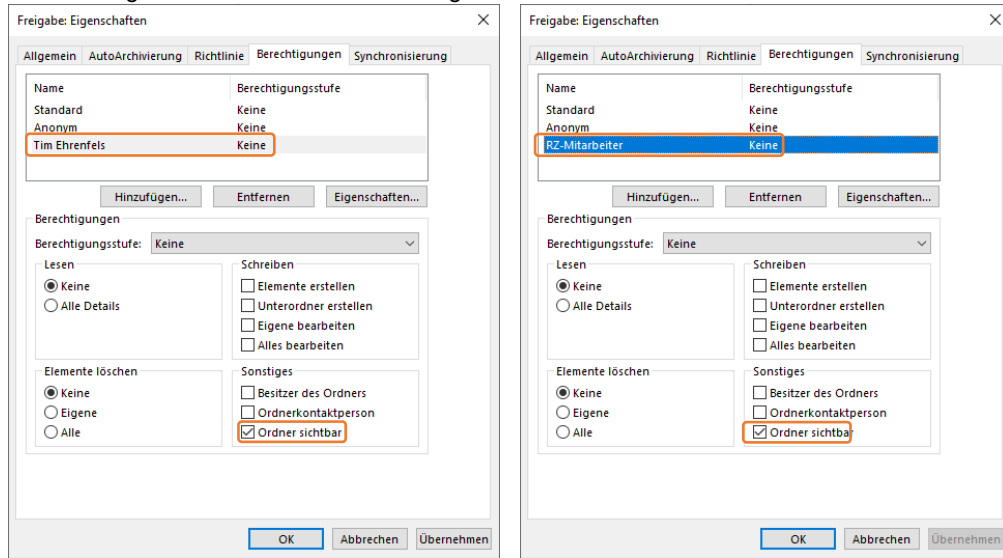 Freigabe: Eigenschaften
Allgemein AutoArchivierung Richtlinie Berechtigungen Synchronisierung
Name Berechtigungsstufe
Standard Keine
Anonym Keine
Tim Ehrenfels Keine
Hinzufügen... Entfernen Eigenschaften...
Berechtigungen
Berechtigungsstufe: Keine
Lesen
Keine
Alle Details
Schreiben
Elemente erstellen
Unterordner erstellen
Eigene bearbeiten
Alles bearbeiten
Elemente löschen
Keine
Eigene
Alle
Sonstiges
Besitzer des Ordners
Ordnerkontaktperson
Ordner sichtbar
OK Abbrechen Übernehmen
Freigabe: Eigenschaften
Allgemein AutoArchivierung Richtlinie Berechtigungen Synchronisierung
Name Berechtigungsstufe
Standard Keine
Anonym Keine
RZ-Mitarbeiter Keine
Hinzufügen... Entfernen Eigenschaften...
Berechtigungen
Berechtigungsstufe: Keine
Lesen
Keine
Alle Details
Schreiben
Elemente erstellen
Unterordner erstellen
Eigene bearbeiten
Alles bearbeiten
Elemente löschen
Keine
Eigene
Alle
Sonstiges
Besitzer des Ordners
Ordnerkontaktperson
Ordner sichtbar
OK Abbrechen Übernehmen